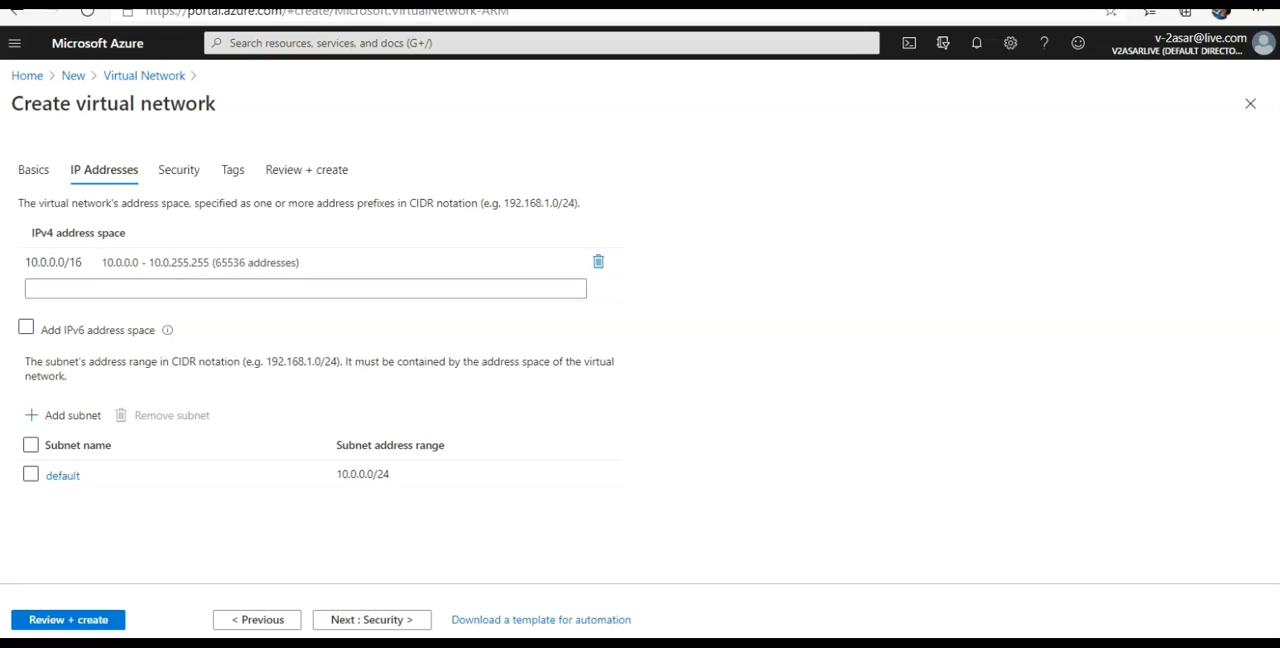 https://portal.azure.com/#create/Microsoft.VirtualNetwork-ARM
Microsoft Azure
Search resources, services, and docs (G+/)
v-2asar@live.com
V2ASARLIVE (DEFAULT DIRECTO...
Home > New > Virtual Network >
Create virtual network
Basics IP Addresses Security Tags Review + create
The virtual network's address space, specified as one or more address prefixes in CIDR notation (e.g. 192.168.1.0/24).
IPv4 address space
10.0.0.0/16 10.0.0.0 - 10.0.255.255 (65536 addresses)
Add IPv6 address space
The subnet's address range in CIDR notation (e.g. 192.168.1.0/24). It must be contained by the address space of the virtual
network.
+ Add subnet Remove subnet
Subnet name Subnet address range
default 10.0.0.0/24
Review + create < Previous Next : Security > Download a template for automation